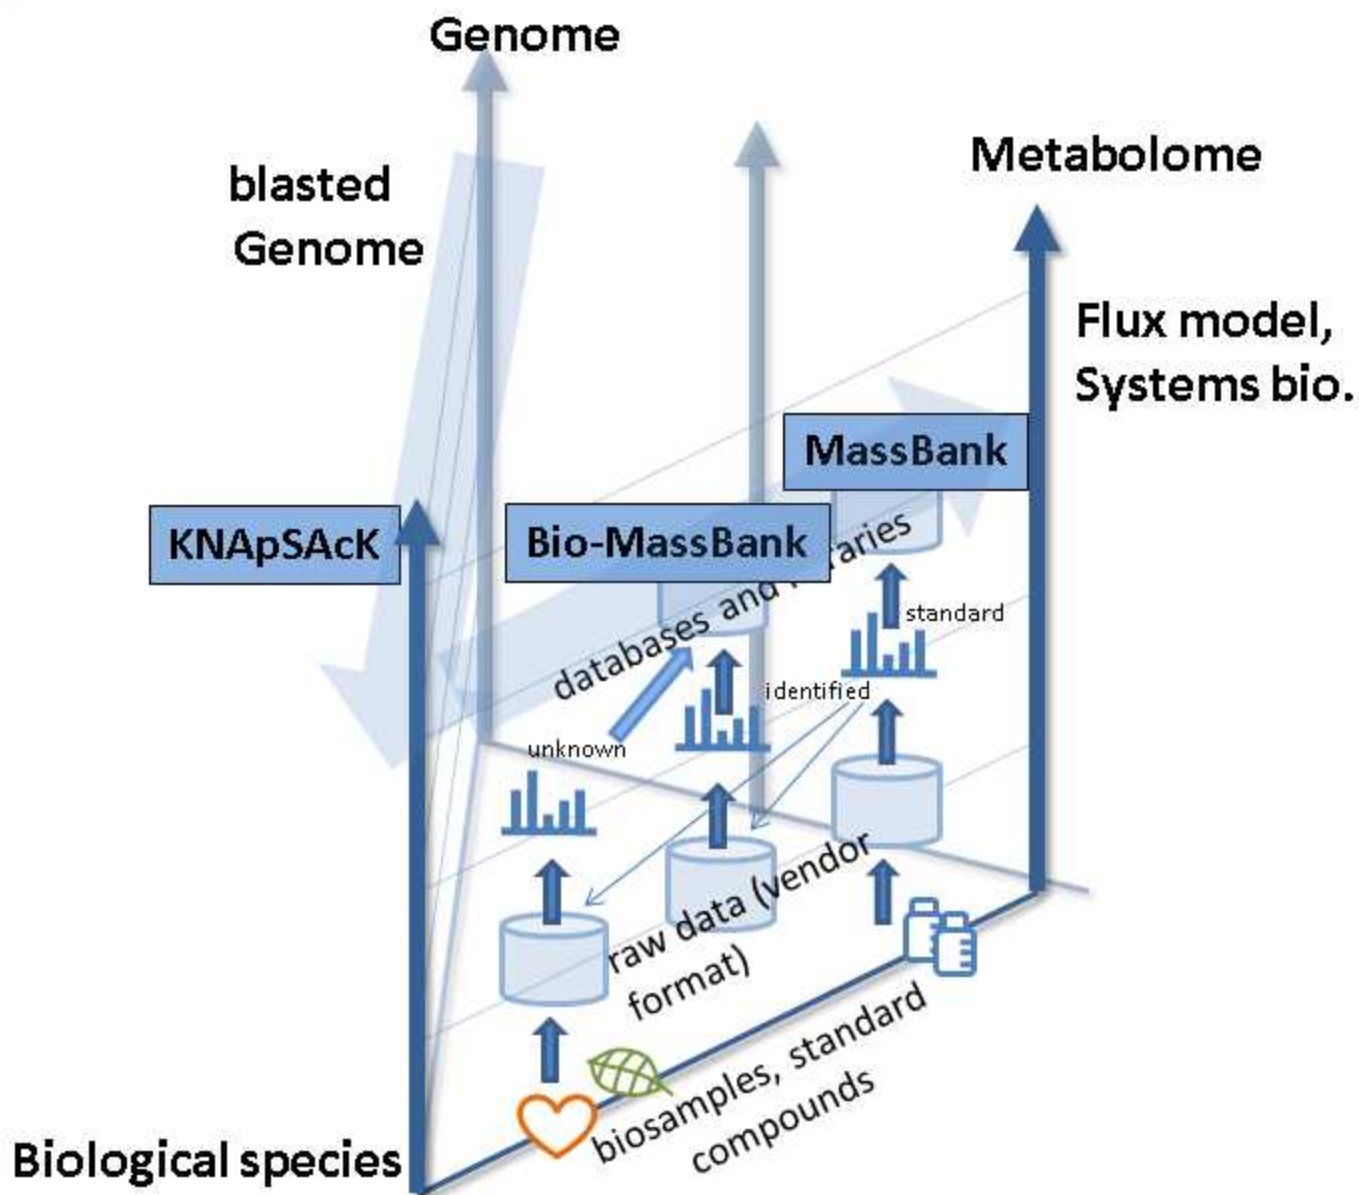 Genome
blasted
Genome
Metabolome
Flux model,
Systems bio.
MassBank
KNApSAcK
Bio-MassBank
databases and
standard
identified
unknown
raw data (vendor
format)
biosamples, standard
compounds
Biological species